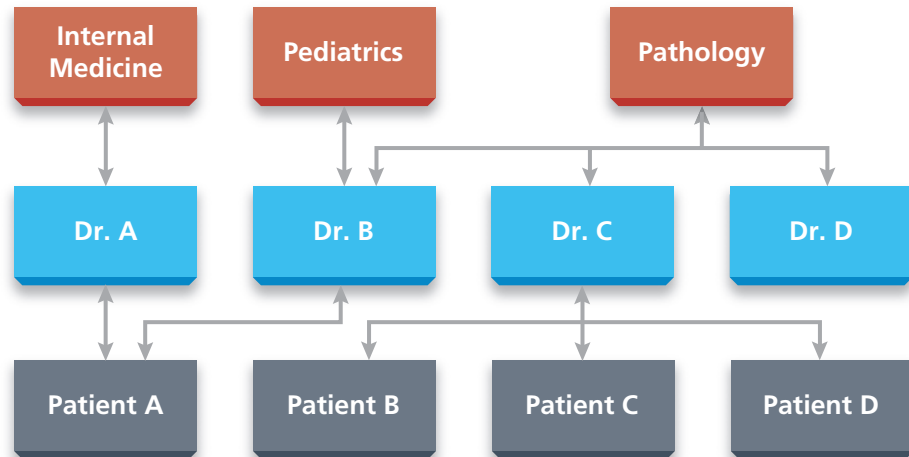 Internal
Medicine
Pediatrics
Pathology
Dr. A
Dr. B
Dr. C
Dr. D
Patient A
Patient B
Patient C
Patient D